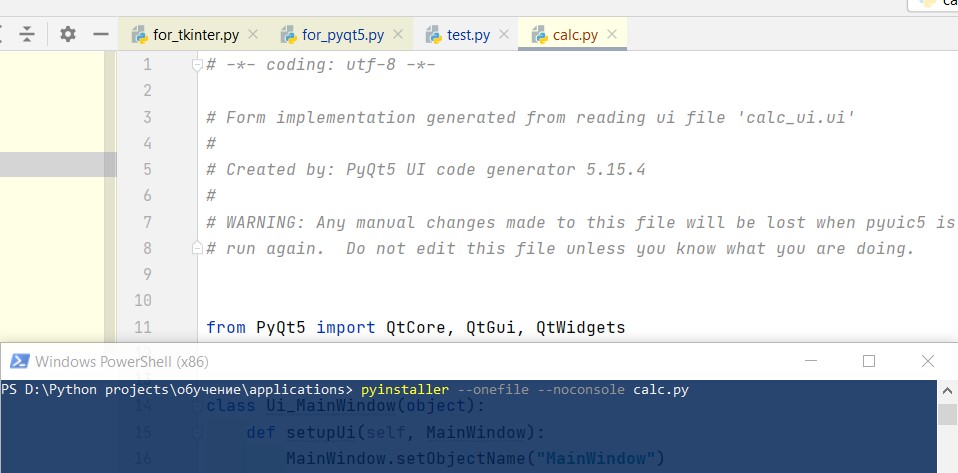 ca
for_tkinter.py
for_pyqt5.py
test.py
calc.py
1 # -*- coding: utf-8 -*-
2
3 # Form implementation generated from reading ui file 'calc_ui.ui'
4 #
5 # Created by: PyQt5 UI code generator 5.15.4
6 #
7 # WARNING: Any manual changes made to this file will be lost when pyuic5 is
8 # run again.  Do not edit this file unless you know what you are doing.
9
10
11 from PyQt5 import QtCore, QtGui, QtWidgets
Windows PowerShell (x86)
PS D:\Python projects\обучение\applications> pyinstaller --onefile --noconsole calc.py
14 class Ui_MainWindow(object):
15 def setupUi(self, MainWindow):
16 MainWindow.setObjectName("MainWindow")